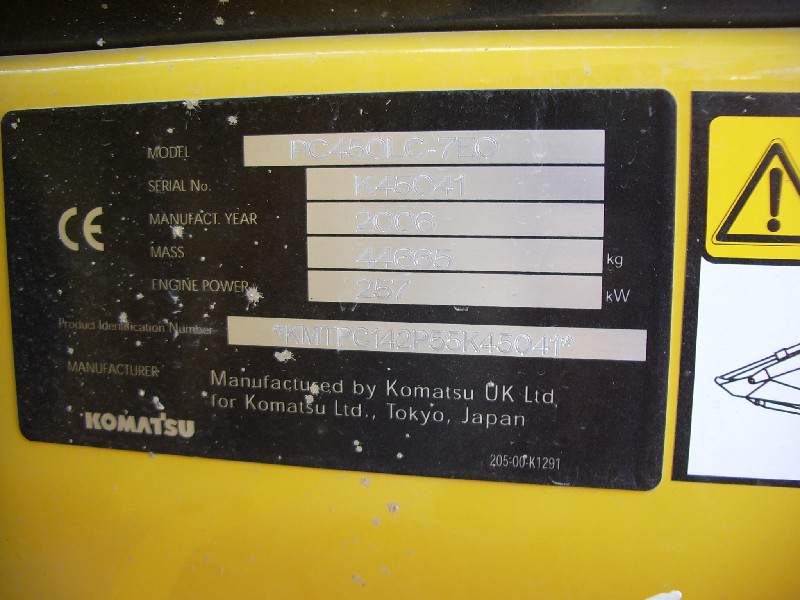 MODEL PC450LC-7E0
SERIAL No. K45041
MANUFACT. YEAR 2006
CE
MASS 44665 kg
ENGINE POWER 257 kW
Product Identification Number *KMTPC142P55K45041*
MANUFACTURER
Manufactured by Komatsu UK Ltd
for Komatsu Ltd., Tokyo, Japan
KOMATSU
205-00-K1291